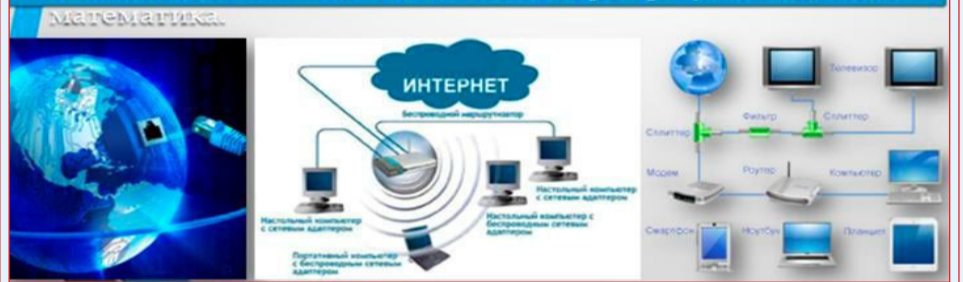 математика.
ИНТЕРНЕТ
Беспроводной маршрутизатор
Настольный компьютер
с сетевым адаптером
Настольный компьютер
с сетевым адаптером
Настольный компьютер с
беспроводным сетевым
адаптером
Портативный компьютер
с беспроводным сетевым
адаптером
Телевизор
Фильтр
Сплиттер
Сплиттер
Модем
Роутер
Компьютер
Смартфон
Ноутбук
Планшет